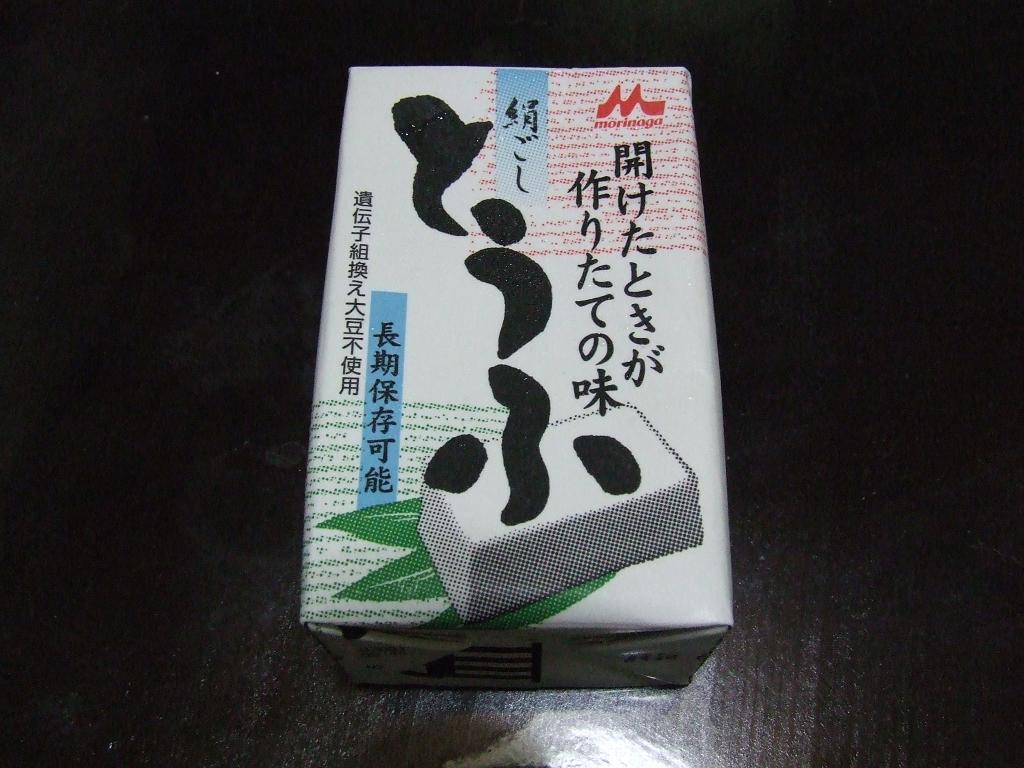 morinaga
開けたときが
作りたての味
絹ごし
とうふ
長期保存可能
遺伝子組換え大豆不使用